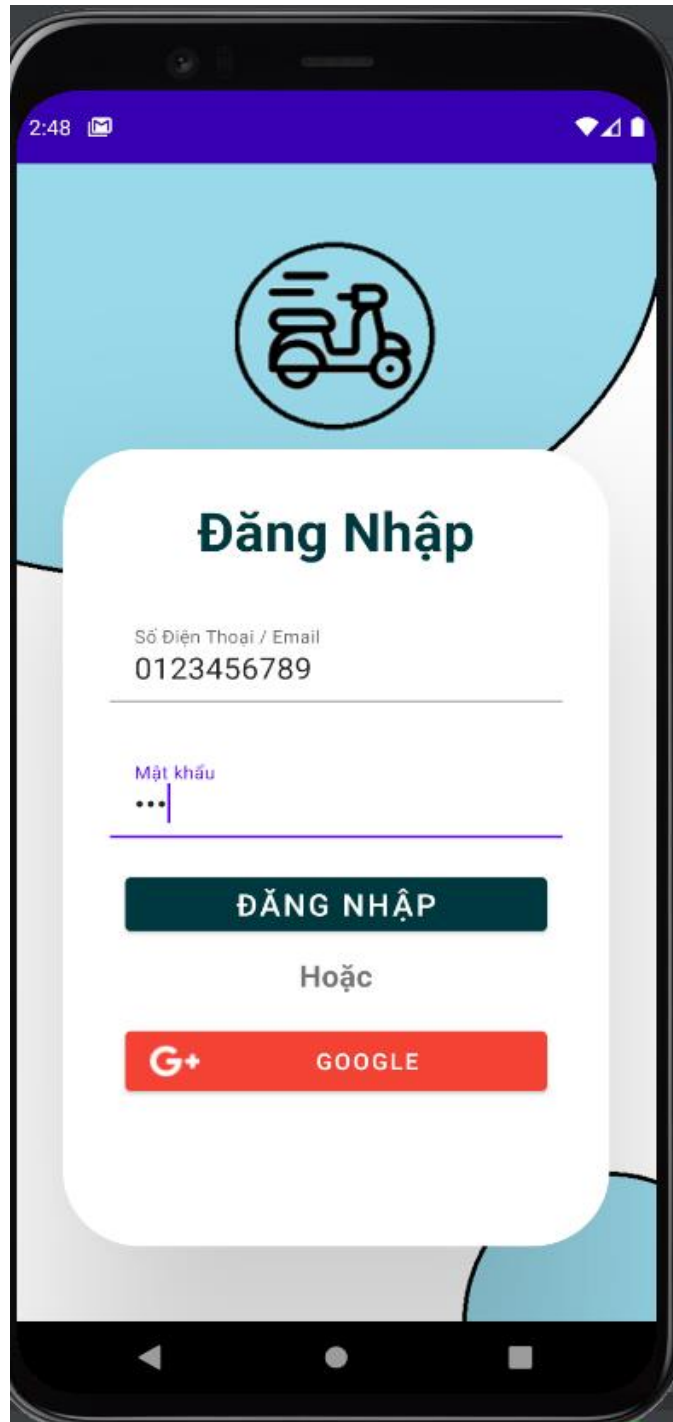 2:48
Đăng Nhập
Số Điện Thoại / Email
0123456789
Mật khẩu
•••
ĐĂNG NHẬP
Hoặc
G+ GOOGLE